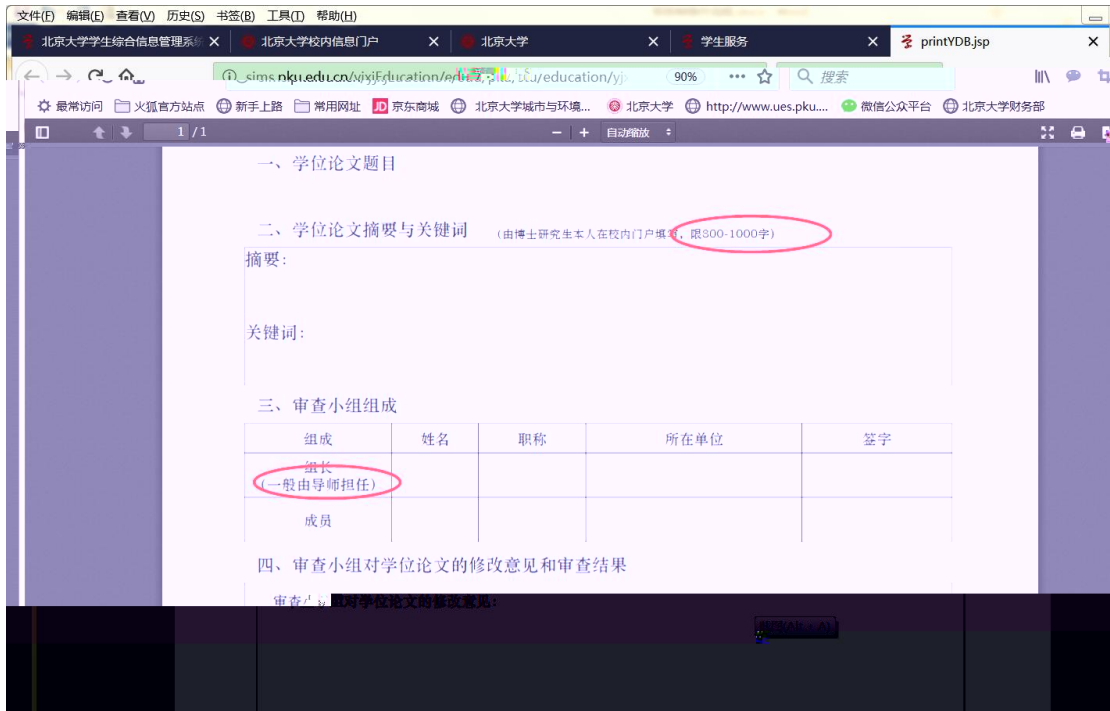 文件(F) 编辑(E) 查看(V) 历史(S) 书签(B) 工具(T) 帮助(H)
北京大学学生综合信息管理系统 × 北京大学校内信息门户 × 北京大学 × 学生服务 × printYDB.jsp ×
sims.pku.edu.cn/ 90% ... 搜索
最常访问 火狐官方站点 新手上路 常用网址 JD 京东商城 北京大学城市与环境... 北京大学 http://www.ues.pku.... 微信公众平台 北京大学财务部
1 / 1 − + 自动缩放
一、学位论文题目
二、学位论文摘要与关键词 (由博士研究生本人在校内门户填写，限800-1000字)
摘要:
关键词:
三、审查小组组成
组成 姓名 职称 所在单位 签字
组长
(一般由导师担任)
成员
四、审查小组对学位论文的修改意见和审查结果
审查小组对学位论文的修改意见: